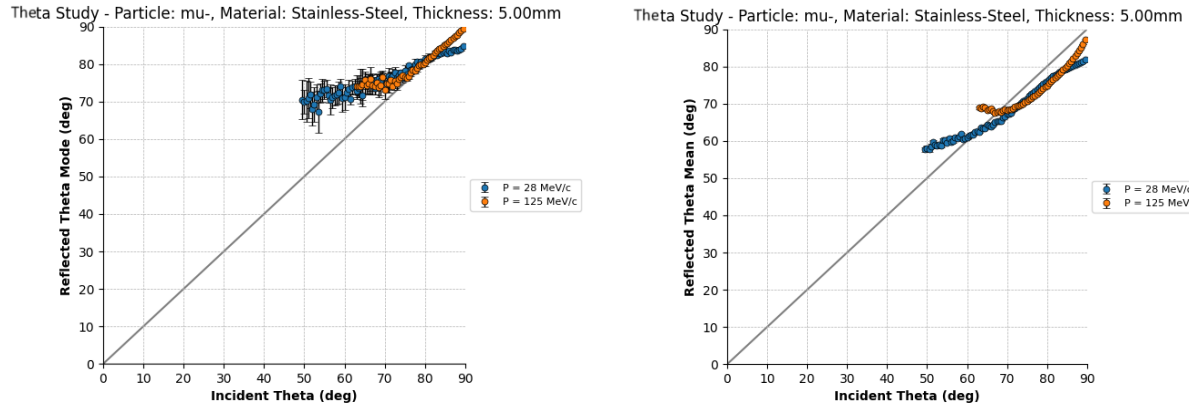 Theta Study - Particle: mu-, Material: Stainless-Steel, Thickness: 5.00mm
90
80
70
60
50
40
30
20
10
0
Reflected Theta Mode (deg)
0 10 20 30 40 50 60 70 80 90
Incident Theta (deg)
P = 28 MeV/c
P = 125 MeV/c
Theta Study - Particle: mu-, Material: Stainless-Steel, Thickness: 5.00mm
90
80
70
60
50
40
30
20
10
0
Reflected Theta Mean (deg)
0 10 20 30 40 50 60 70 80 90
Incident Theta (deg)
P = 28 MeV/c
P = 125 MeV